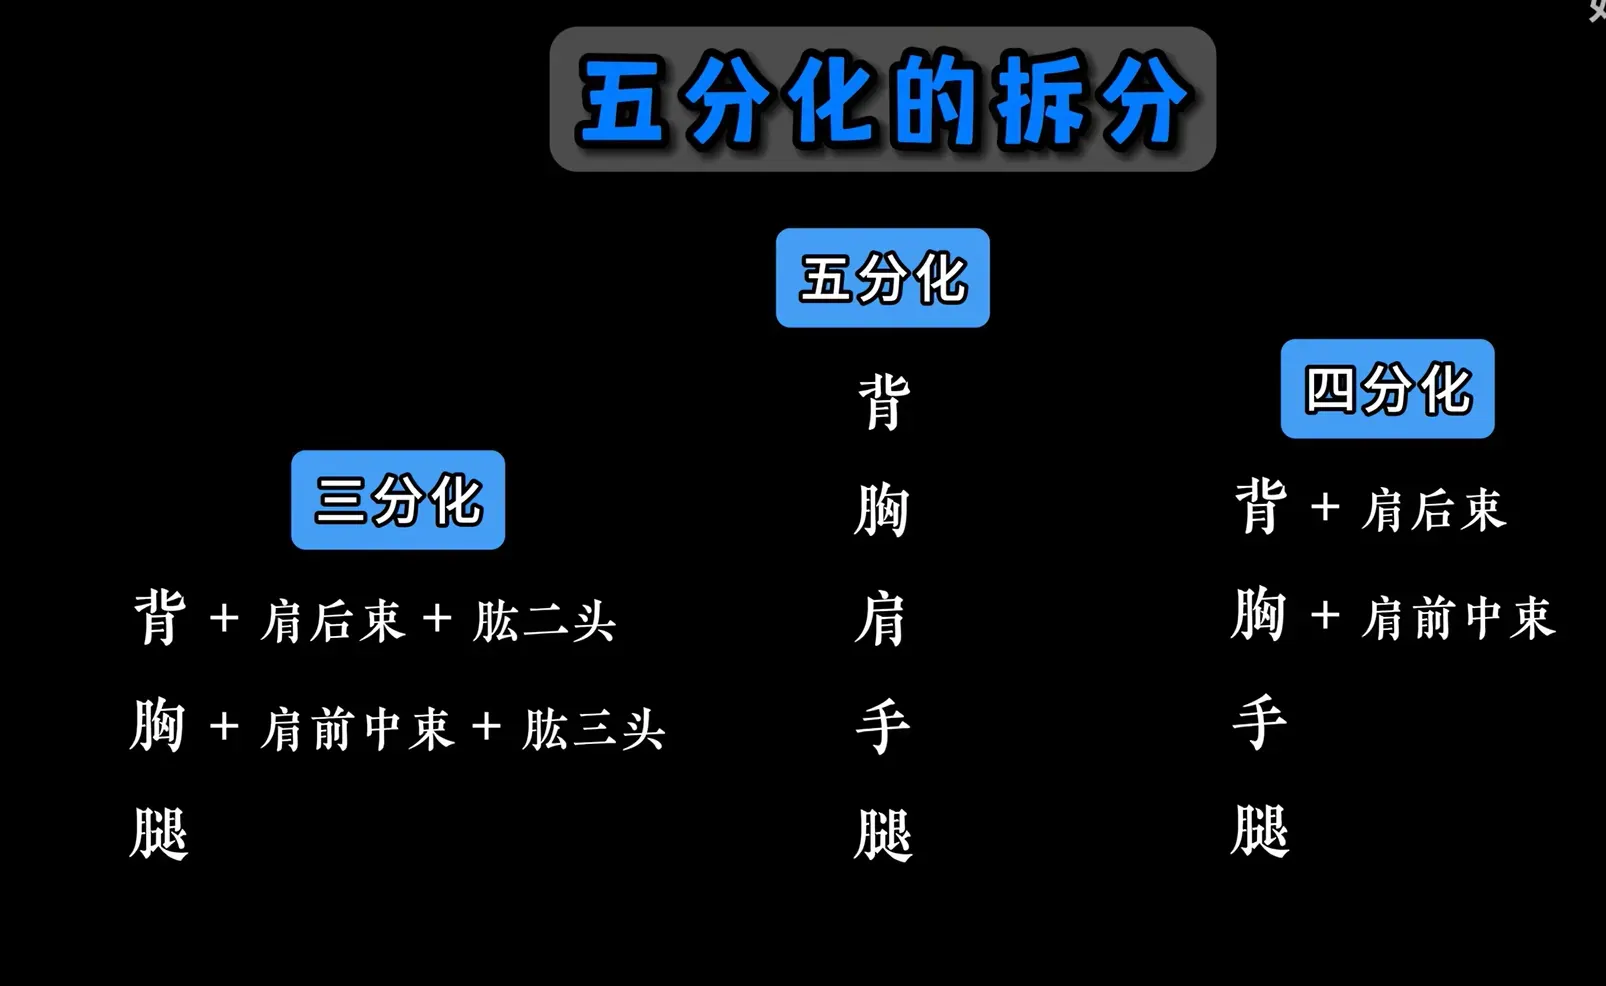 五分化的拆分
三分化
背 + 肩后束 + 肱二头
胸 + 肩前中束 + 肱三头
腿
五分化
背
胸
肩
手
腿
四分化
背 + 肩后束
胸 + 肩前中束
手
腿